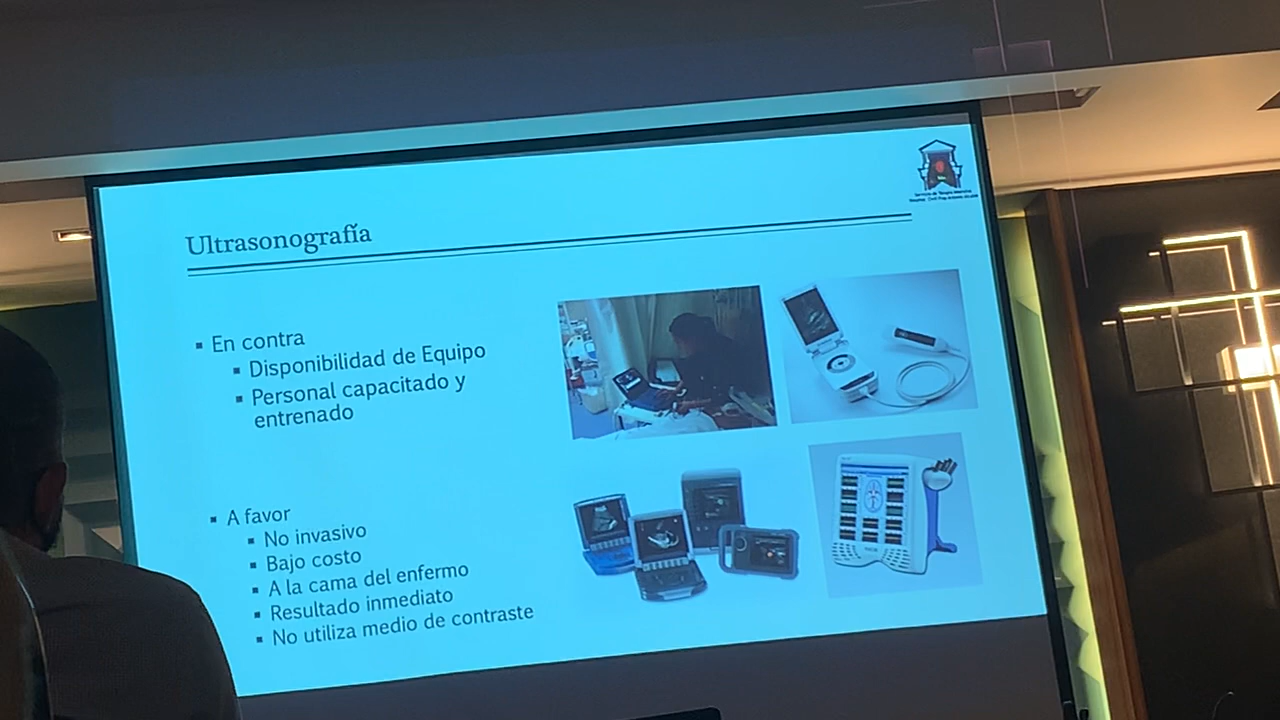 Ultrasonografía
En contra
Disponibilidad de Equipo
Personal capacitado y
entrenado
A favor
No invasivo
Bajo costo
A la cama del enfermo
Resultado inmediato
No utiliza medio de contraste